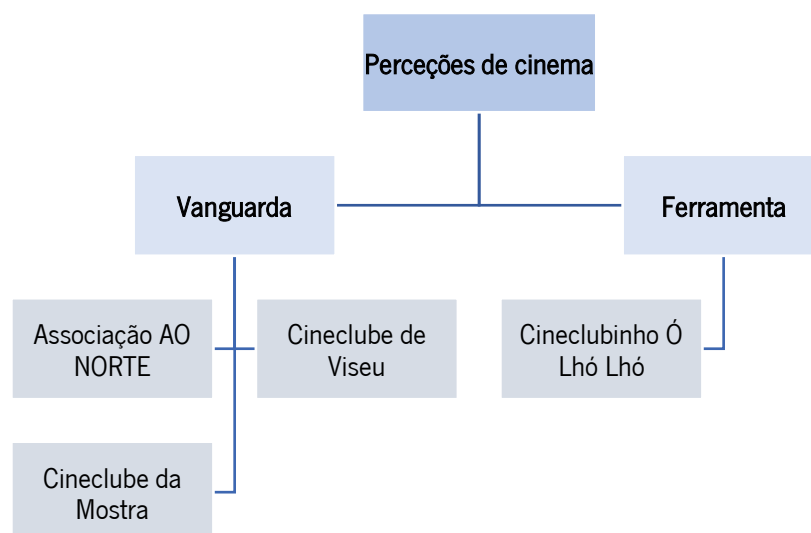 Perceções de cinema
Vanguarda
Ferramenta
Associação AO
NORTE
Cineclube de
Viseu
Cineclubinho Ó
Lhó Lhó
Cineclube da
Mostra